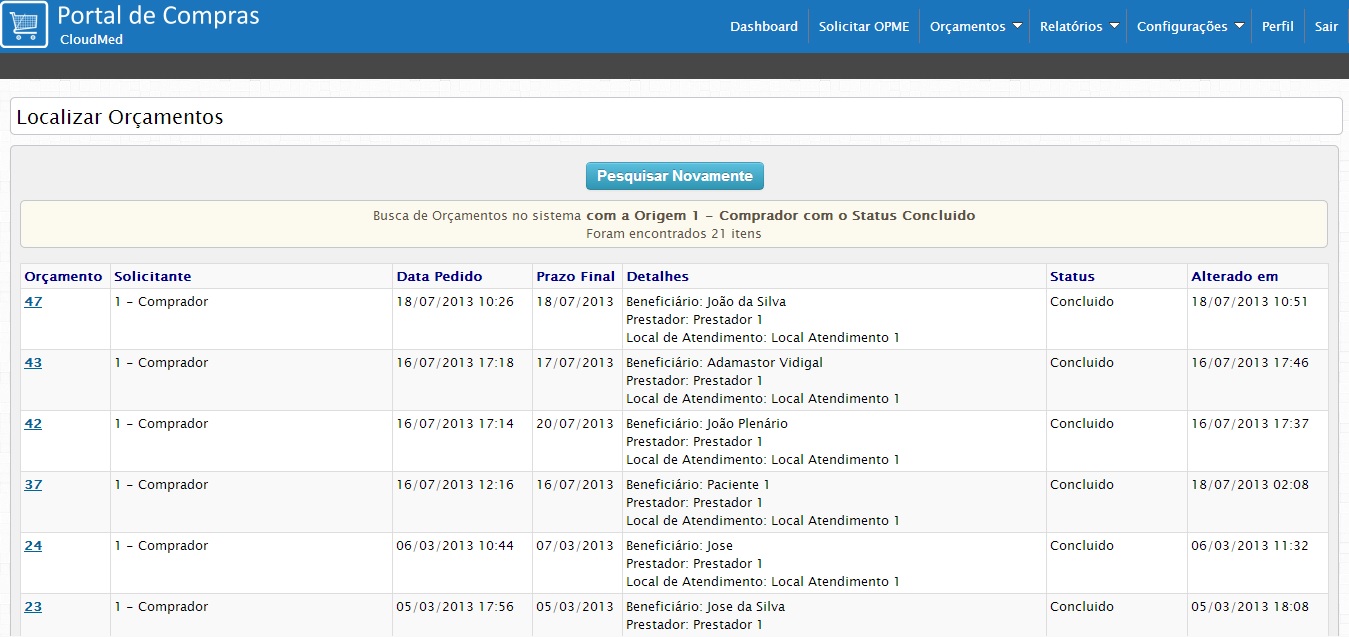 Portal de Compras
CloudMed
Dashboard Solicitar OPME Orçamentos Relatórios Configurações Perfil Sair
Localizar Orçamentos
Pesquisar Novamente
Busca de Orçamentos no sistema com a Origem 1 - Comprador com o Status Concluido
Foram encontrados 21 itens
Orçamento Solicitante Data Pedido Prazo Final Detalhes Status Alterado em
47 1 - Comprador 18/07/2013 10:26 18/07/2013 Beneficiário: João da Silva Concluido 18/07/2013 10:51
Prestador: Prestador 1
Local de Atendimento: Local Atendimento 1
43 1 - Comprador 16/07/2013 17:18 17/07/2013 Beneficiário: Adamastor Vidigal Concluido 16/07/2013 17:46
Prestador: Prestador 1
Local de Atendimento: Local Atendimento 1
42 1 - Comprador 16/07/2013 17:14 20/07/2013 Beneficiário: João Plenário Concluido 16/07/2013 17:37
Prestador: Prestador 1
Local de Atendimento: Local Atendimento 1
37 1 - Comprador 16/07/2013 12:16 16/07/2013 Beneficiário: Paciente 1 Concluido 18/07/2013 02:08
Prestador: Prestador 1
Local de Atendimento: Local Atendimento 1
24 1 - Comprador 06/03/2013 10:44 07/03/2013 Beneficiário: Jose Concluido 06/03/2013 11:32
Prestador: Prestador 1
Local de Atendimento: Local Atendimento 1
23 1 - Comprador 05/03/2013 17:56 05/03/2013 Beneficiário: Jose da Silva Concluido 05/03/2013 18:08
Prestador: Prestador 1